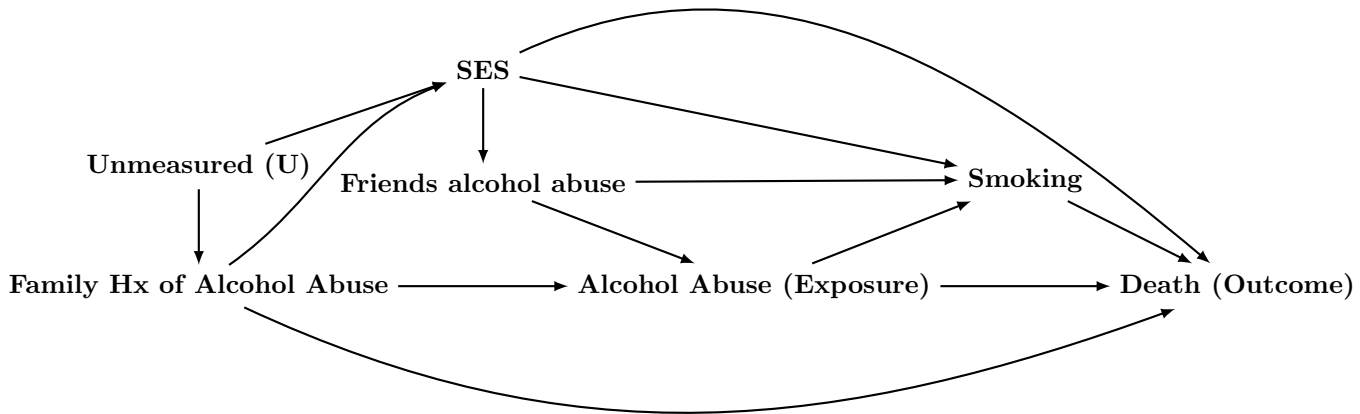 SES
Unmeasured (U)
Friends alcohol abuse
Smoking
Family Hx of Alcohol Abuse
Alcohol Abuse (Exposure)
Death (Outcome)